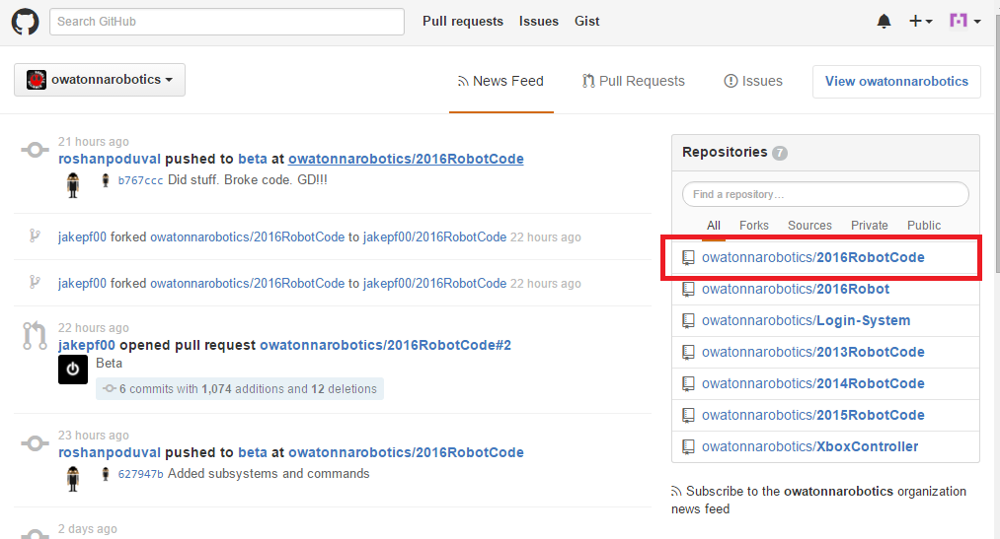 Search GitHub
Pull requests Issues Gist
owatonnarobotics
News Feed Pull Requests Issues View owatonnarobotics
21 hours ago
roshanpoduval pushed to beta at owatonnarobotics/2016RobotCode
b767ccc Did stuff. Broke code. GD!!!
jakepf00 forked owatonnarobotics/2016RobotCode to jakepf00/2016RobotCode 22 hours ago
jakepf00 forked owatonnarobotics/2016RobotCode to jakepf00/2016RobotCode 22 hours ago
22 hours ago
jakepf00 opened pull request owatonnarobotics/2016RobotCode#2
Beta
6 commits with 1,074 additions and 12 deletions
23 hours ago
roshanpoduval pushed to beta at owatonnarobotics/2016RobotCode
627947b Added subsystems and commands
2 days ago
Repositories 7
Find a repository…
All Forks Sources Private Public
owatonnarobotics/2016RobotCode
owatonnarobotics/2016Robot
owatonnarobotics/Login-System
owatonnarobotics/2013RobotCode
owatonnarobotics/2014RobotCode
owatonnarobotics/2015RobotCode
owatonnarobotics/XboxController
Subscribe to the owatonnarobotics organization
news feed